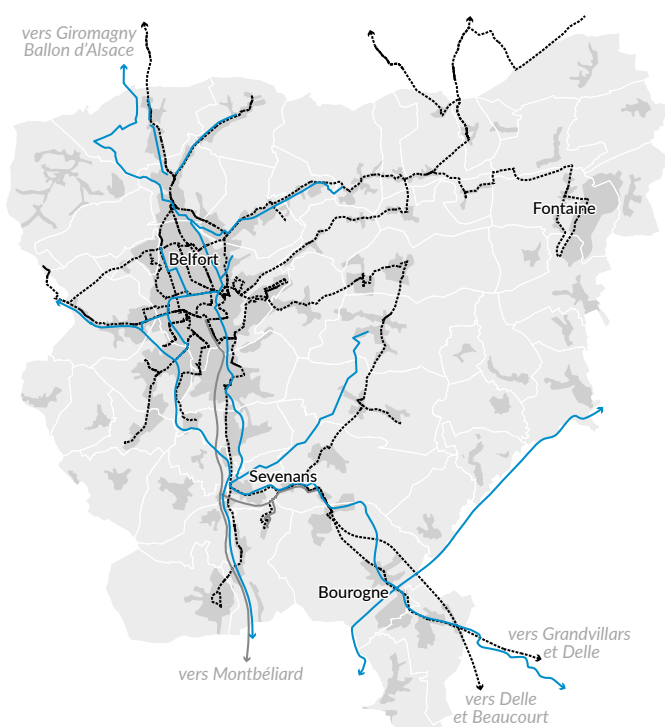 vers Giromagny
Ballon d'Alsace
Fontaine
Belfort
Sevenans
Bourogne
vers Grandvillars
et Delle
vers Montbéliard
vers Delle
et Beaucourt